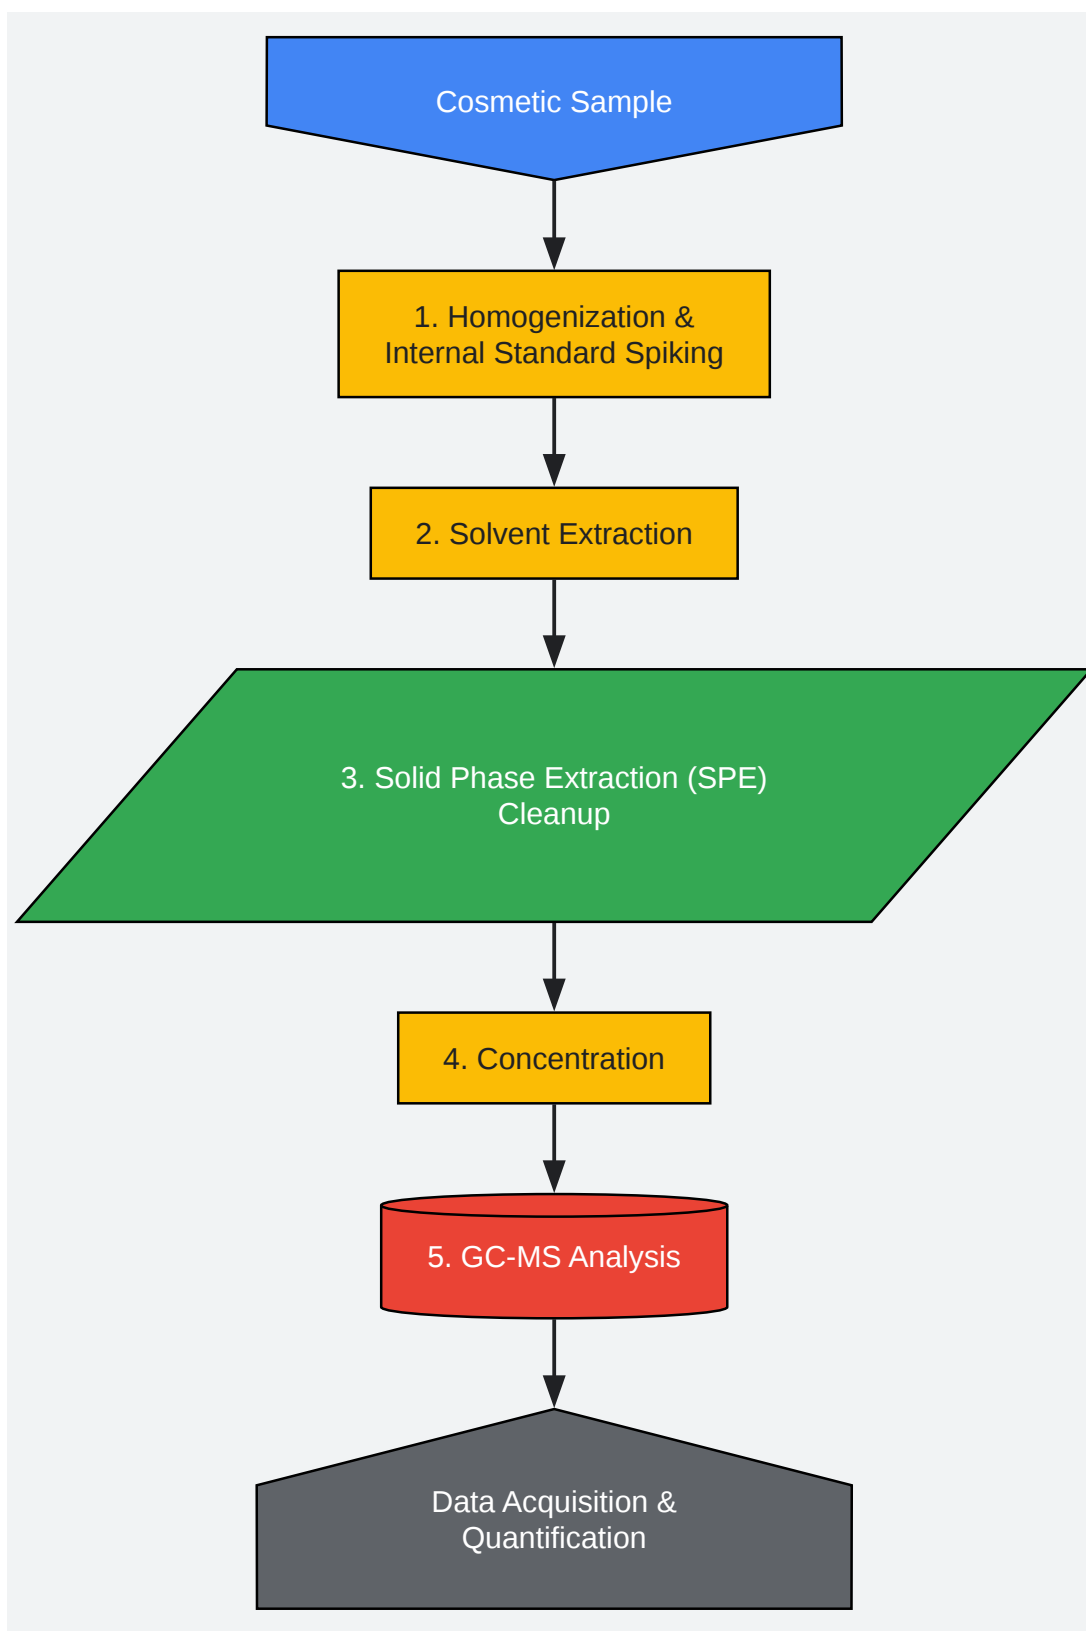 Cosmetic Sample
1. Homogenization &
Internal Standard Spiking
2. Solvent Extraction
3. Solid Phase Extraction (SPE)
Cleanup
4. Concentration
5. GC-MS Analysis
Data Acquisition &
Quantification